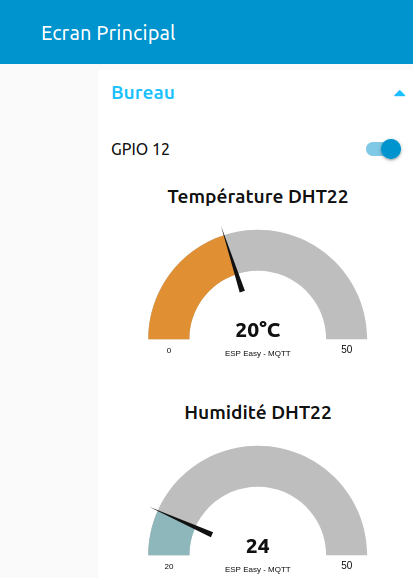 Ecran Principal
Bureau
GPIO 12
Température DHT22
20°C
ESP Easy - MQTT
0
50
Humidité DHT22
24
ESP Easy - MQTT
20
50